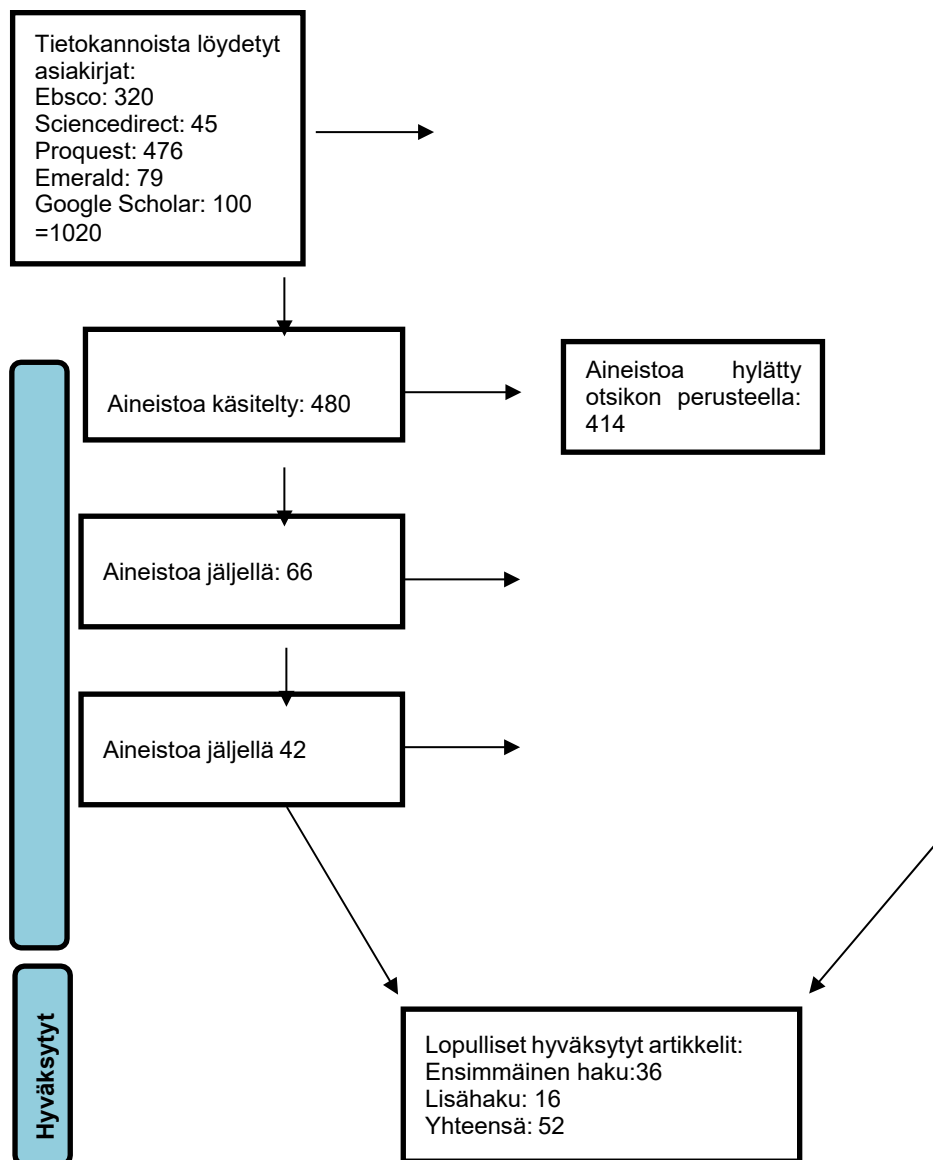 Tietokannoista löydetyt
asiakirjat:
Ebsco: 320
Sciencedirect: 45
Proquest: 476
Emerald: 79
Google Scholar: 100
=1020
Aineistoa käsitelty: 480
Aineistoa hylätty
otsikon perusteella:
414
Aineistoa jäljellä: 66
Aineistoa jäljellä 42
Hyväksytyt
Lopulliset hyväksytyt artikkelit:
Ensimmäinen haku:36
Lisähaku: 16
Yhteensä: 52